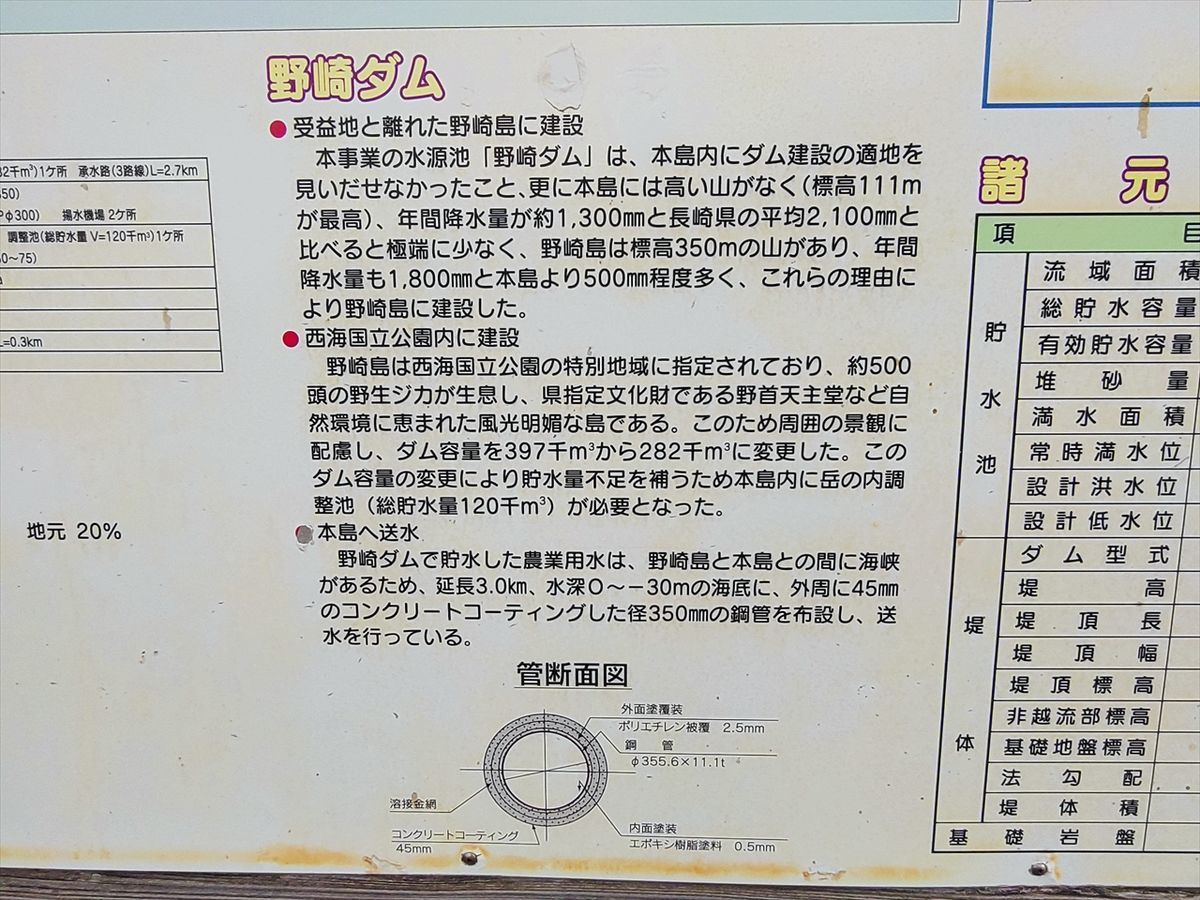 野崎ダム
●受益地と離れた野崎島に建設
本事業の水源池「野崎ダム」は、本島内にダム建設の適地を
見いだせなかったこと、更に本島には高い山がなく(標高111m
が最高)、年間降水量が約1,300㎜と長崎県の平均2,100㎜と
比べると極端に少なく、野崎島は標高350mの山があり、年間
降水量も1,800㎜と本島より500㎜程度多く、これらの理由に
より野崎島に建設した。
●西海国立公園内に建設
野崎島は西海国立公園の特別地域に指定されており、約500
頭の野生ジカが生息し、県指定文化財である野首天主堂など自
然環境に恵まれた風光明媚な島である。このため周囲の景観に
配慮し、ダム容量を397千m³から282千m³に変更した。この
ダム容量の変更により貯水量不足を補うため本島内に岳の内調
整池(総貯水量120千m³)が必要となった。
●本島へ送水
野崎ダムで貯水した農業用水は、野崎島と本島との間に海峡
があるため、延長3.0㎞、水深0〜−30mの海底に、外周に45㎜
のコンクリートコーティングした径350㎜の鋼管を布設し、送
水を行っている。
管断面図
外面塗覆装
ポリエチレン被覆 2.5mm
鋼 管
φ355.6×11.1t
溶接金網
コンクリートコーティング
45mm
内面塗装
エポキシ樹脂塗料 0.5mm
2千m³)1ケ所 承水路(3路線)L=2.7km
50)
Pφ300) 揚水機場 2ケ所
調整池(総貯水量 V=120千m³)1ケ所
0〜75)
L=0.3km
地元 20%
諸元
項目
貯水池
流域面積
総貯水容量
有効貯水容量
堆砂量
満水面積
常時満水位
設計洪水位
設計低水位
堤体
ダム型式
堤高
堤頂長
堤頂幅
堤頂標高
非越流部標高
基礎地盤標高
法勾配
堤体積
基礎岩盤